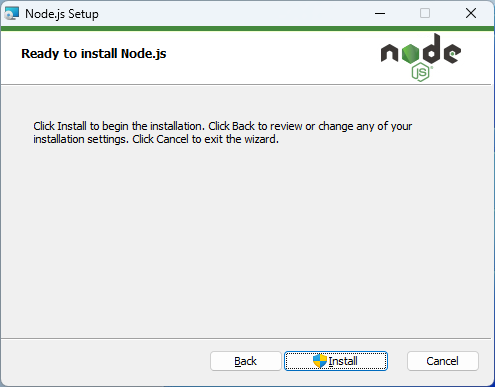 Node.js Setup
Ready to install Node.js
node
JS
Click Install to begin the installation. Click Back to review or change any of your
installation settings. Click Cancel to exit the wizard.
Back
Install
Cancel